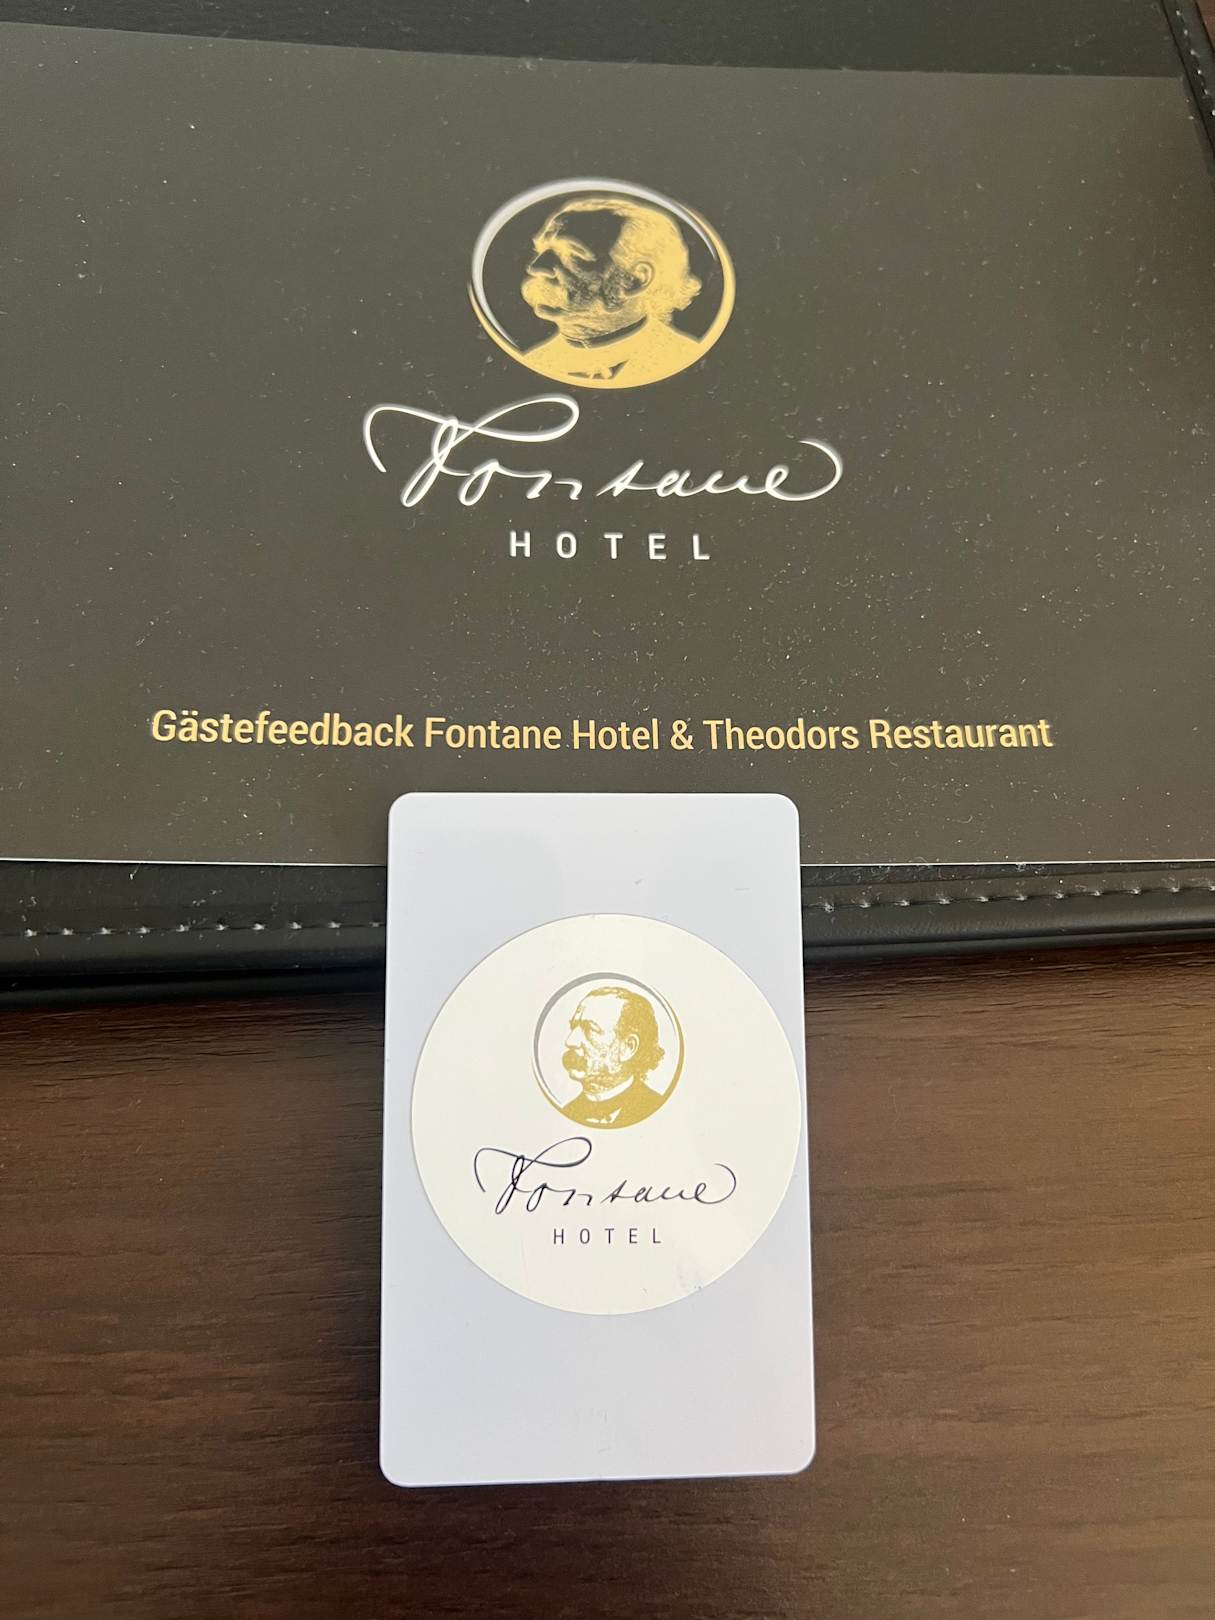 Fontane
HOTEL
Gästefeedback Fontane Hotel & Theodors Restaurant
Fontane
HOTEL